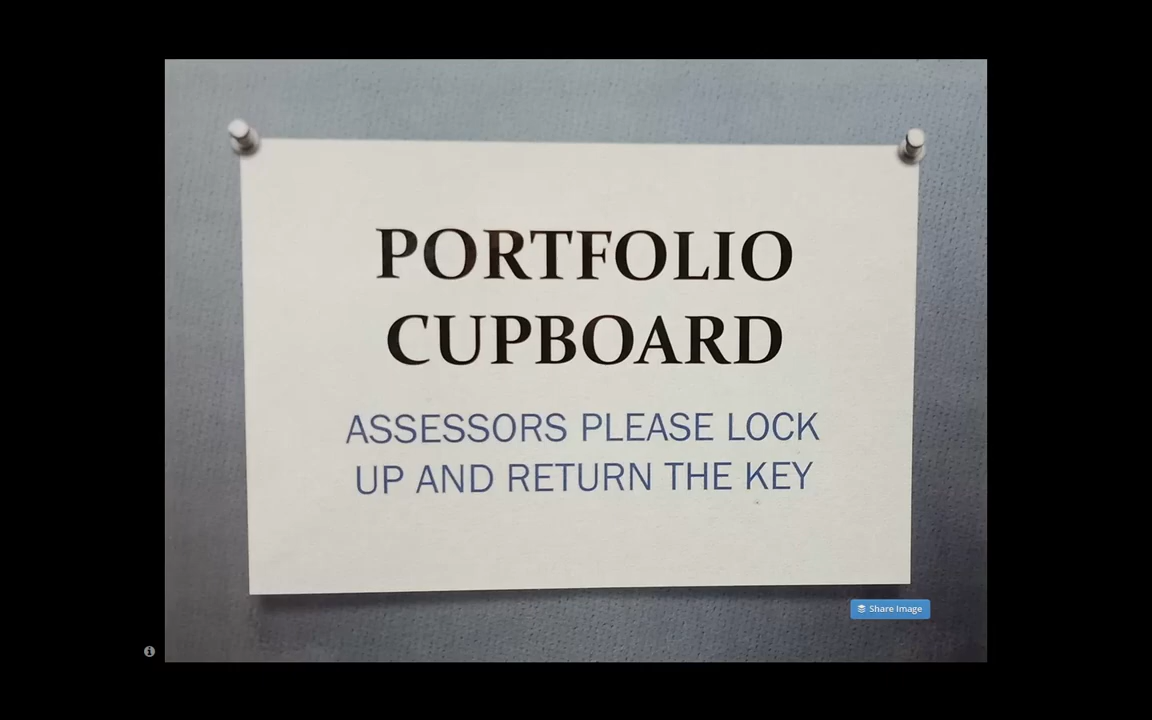 PORTFOLIO
CUPBOARD
ASSESSORS PLEASE LOCK
UP AND RETURN THE KEY
Share Image